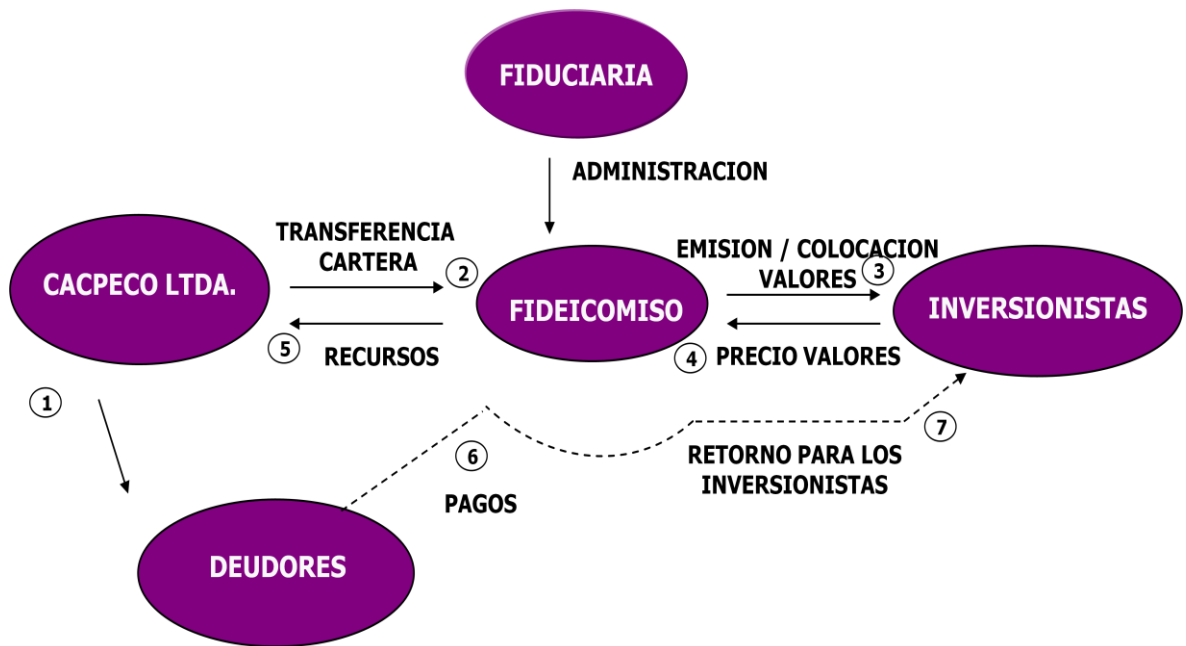 FIDUCIARIA
ADMINISTRACION
TRANSFERENCIA
CARTERA
2
EMISION / COLOCACION
VALORES
3
CACPECO LTDA.
FIDEICOMISO
INVERSIONISTAS
5
RECURSOS
4
PRECIO VALORES
1
6
PAGOS
7
RETORNO PARA LOS
INVERSIONISTAS
DEUDORES